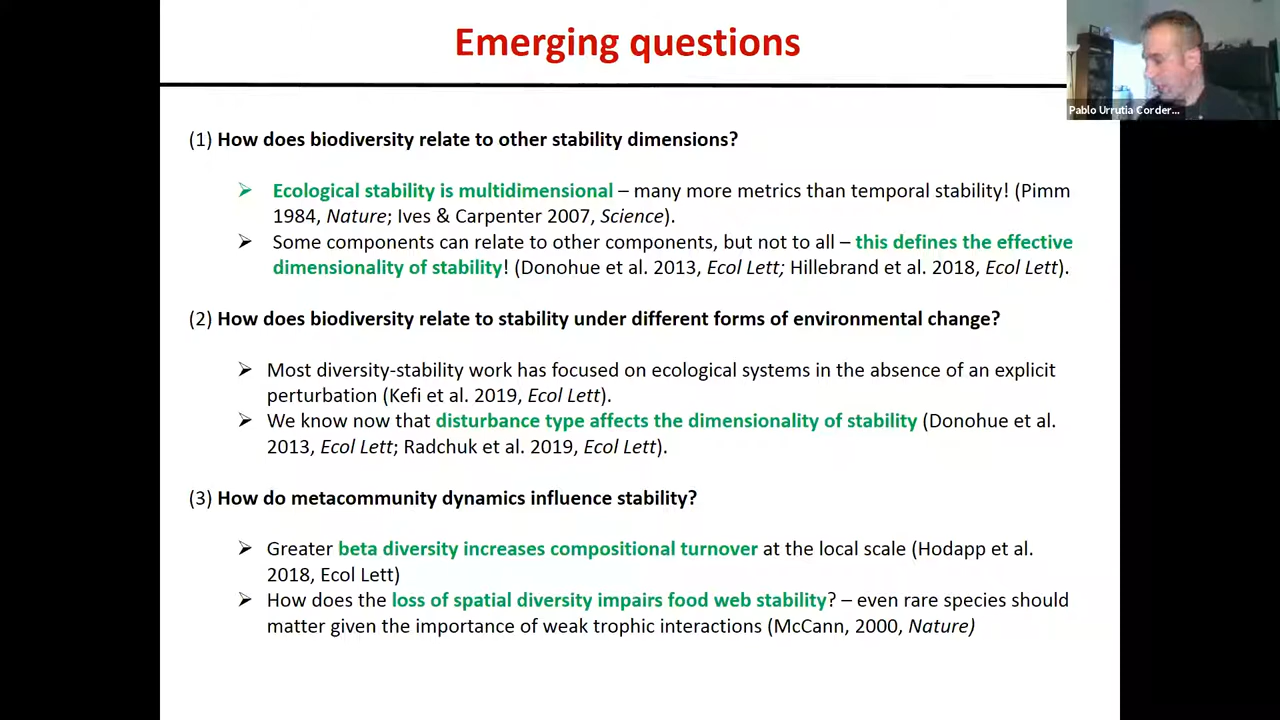 Emerging questions
Pablo Urrutia Corder...
(1) How does biodiversity relate to other stability dimensions?
➢ Ecological stability is multidimensional – many more metrics than temporal stability! (Pimm
1984, Nature; Ives & Carpenter 2007, Science).
➢ Some components can relate to other components, but not to all – this defines the effective
dimensionality of stability! (Donohue et al. 2013, Ecol Lett; Hillebrand et al. 2018, Ecol Lett).
(2) How does biodiversity relate to stability under different forms of environmental change?
➢ Most diversity-stability work has focused on ecological systems in the absence of an explicit
perturbation (Kefi et al. 2019, Ecol Lett).
➢ We know now that disturbance type affects the dimensionality of stability (Donohue et al.
2013, Ecol Lett; Radchuk et al. 2019, Ecol Lett).
(3) How do metacommunity dynamics influence stability?
➢ Greater beta diversity increases compositional turnover at the local scale (Hodapp et al.
2018, Ecol Lett)
➢ How does the loss of spatial diversity impairs food web stability? – even rare species should
matter given the importance of weak trophic interactions (McCann, 2000, Nature)